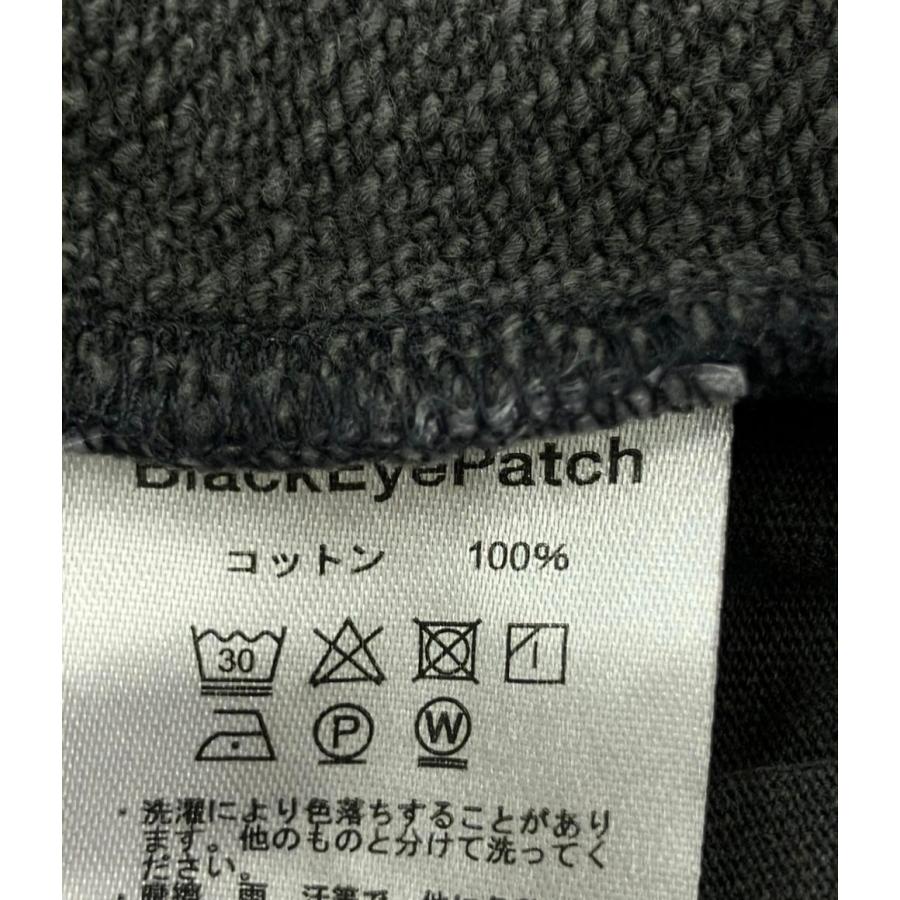 BlackEyePatch
コットン 100%
30
P W
・洗濯により色落ちすることがあり
ます。他のものと分けて洗ってく
ださい。